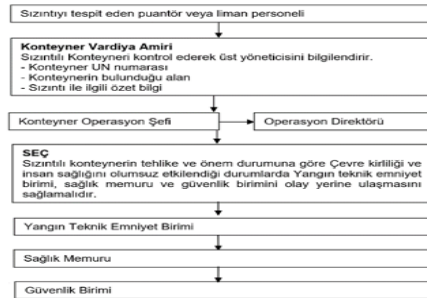 Sızıntıyı tespit eden puantör veya liman personeli
Konteyner Vardiya Amiri
Sızıntılı Konteyneri kontrol ederek üst yöneticisini bilgilendirir.
- Konteyner UN numarası
- Konteynerin bulunduğu alan
- Sızıntı ile ilgili özet bilgi
Konteyner Operasyon Şefi
Operasyon Direktörü
SEÇ
Sızıntılı konteynerin tehlike ve önem durumuna göre Çevre kirliliği ve
insan sağlığını olumsuz etkilendiği durumlarda Yangın teknik emniyet
birimi, sağlık memuru ve güvenlik birimini olay yerine ulaşmasını
sağlamalıdır.
Yangın Teknik Emniyet Birimi
Sağlık Memuru
Güvenlik Birimi